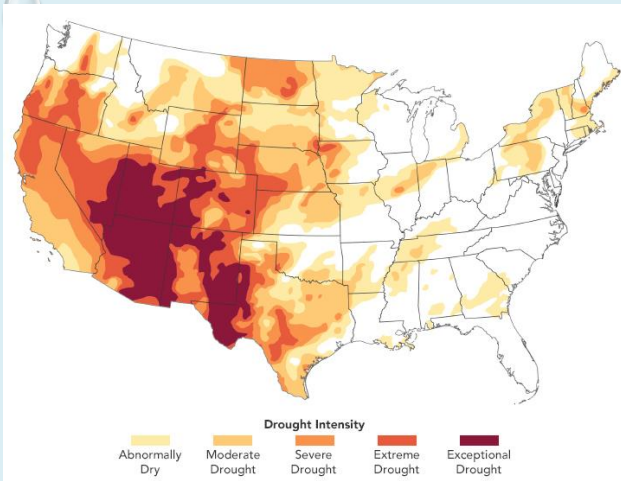 Drought Intensity
Abnormally Dry
Moderate Drought
Severe Drought
Extreme Drought
Exceptional Drought